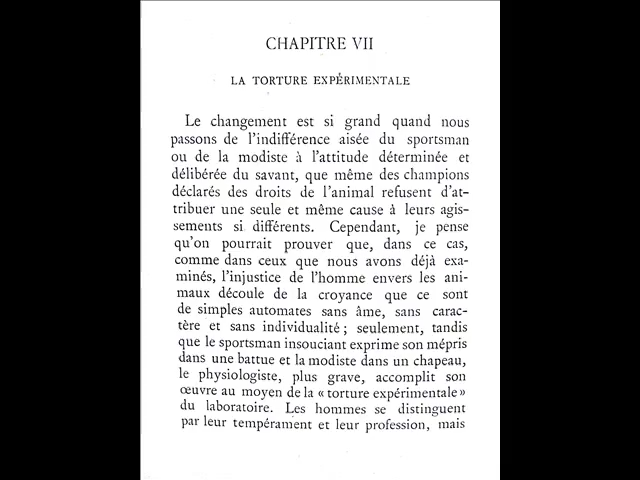 CHAPITRE VII
LA TORTURE EXPÉRIMENTALE
Le changement est si grand quand nous
passons de l'indifférence aisée du sportsman
ou de la modiste à l'attitude déterminée et
délibérée du savant, que même des champions
déclarés des droits de l'animal refusent d'at-
tribuer une seule et même cause à leurs agis-
sements si différents. Cependant, je pense
qu'on pourrait prouver que, dans ce cas,
comme dans ceux que nous avons déjà exa-
minés, l'injustice de l'homme envers les ani-
maux découle de la croyance que ce sont
de simples automates sans âme, sans carac-
tère et sans individualité ; seulement, tandis
que le sportsman insouciant exprime son mépris
dans une battue et la modiste dans un chapeau,
le physiologiste, plus grave, accomplit son
œuvre au moyen de la « torture expérimentale »
du laboratoire. Les hommes se distinguent
par leur tempérament et leur profession, mais